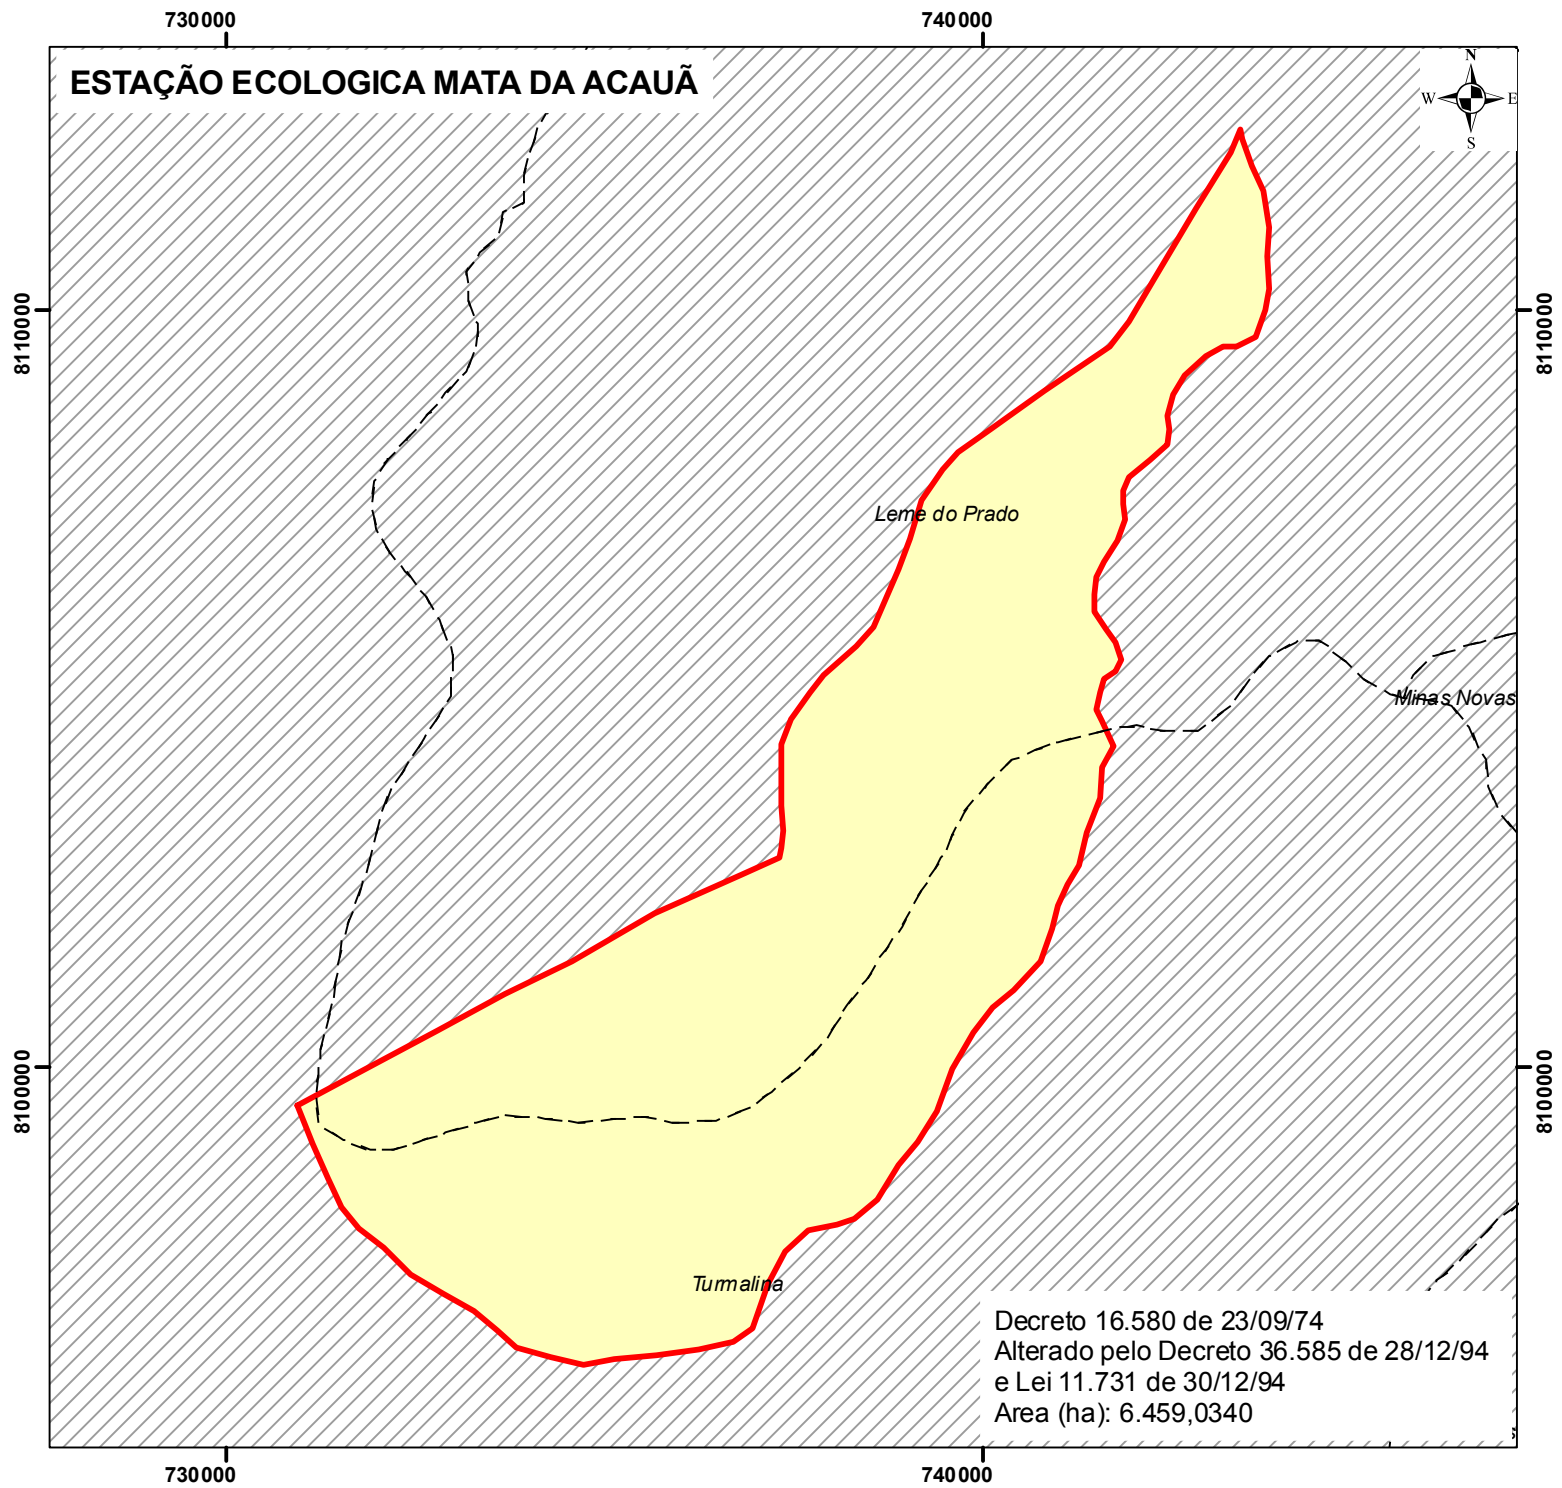 730000
740000
ESTAÇÃO ECOLOGICA MATA DA ACAUÃ
N
W
E
S
8110000
8110000
Leme do Prado
Minas Novas
8100000
8100000
Turmalina
Decreto 16.580 de 23/09/74
Alterado pelo Decreto 36.585 de 28/12/94
e Lei 11.731 de 30/12/94
Area (ha): 6.459,0340
730000
740000